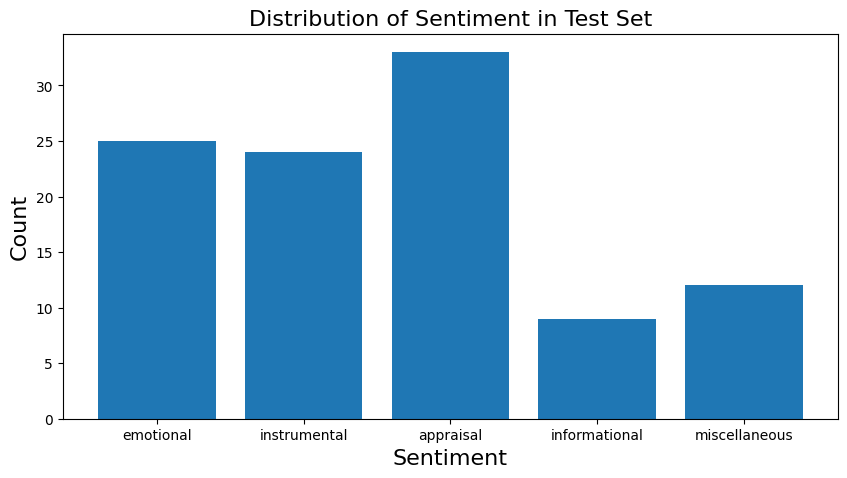 Distribution of Sentiment in Test Set
Count
30
25
20
15
10
5
0
emotional instrumental appraisal informational miscellaneous
Sentiment